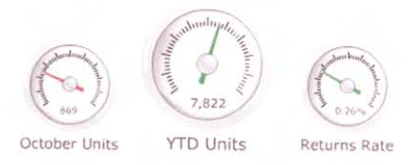 869
7,822
0.26%
October Units
YTD Units
Returns Rate